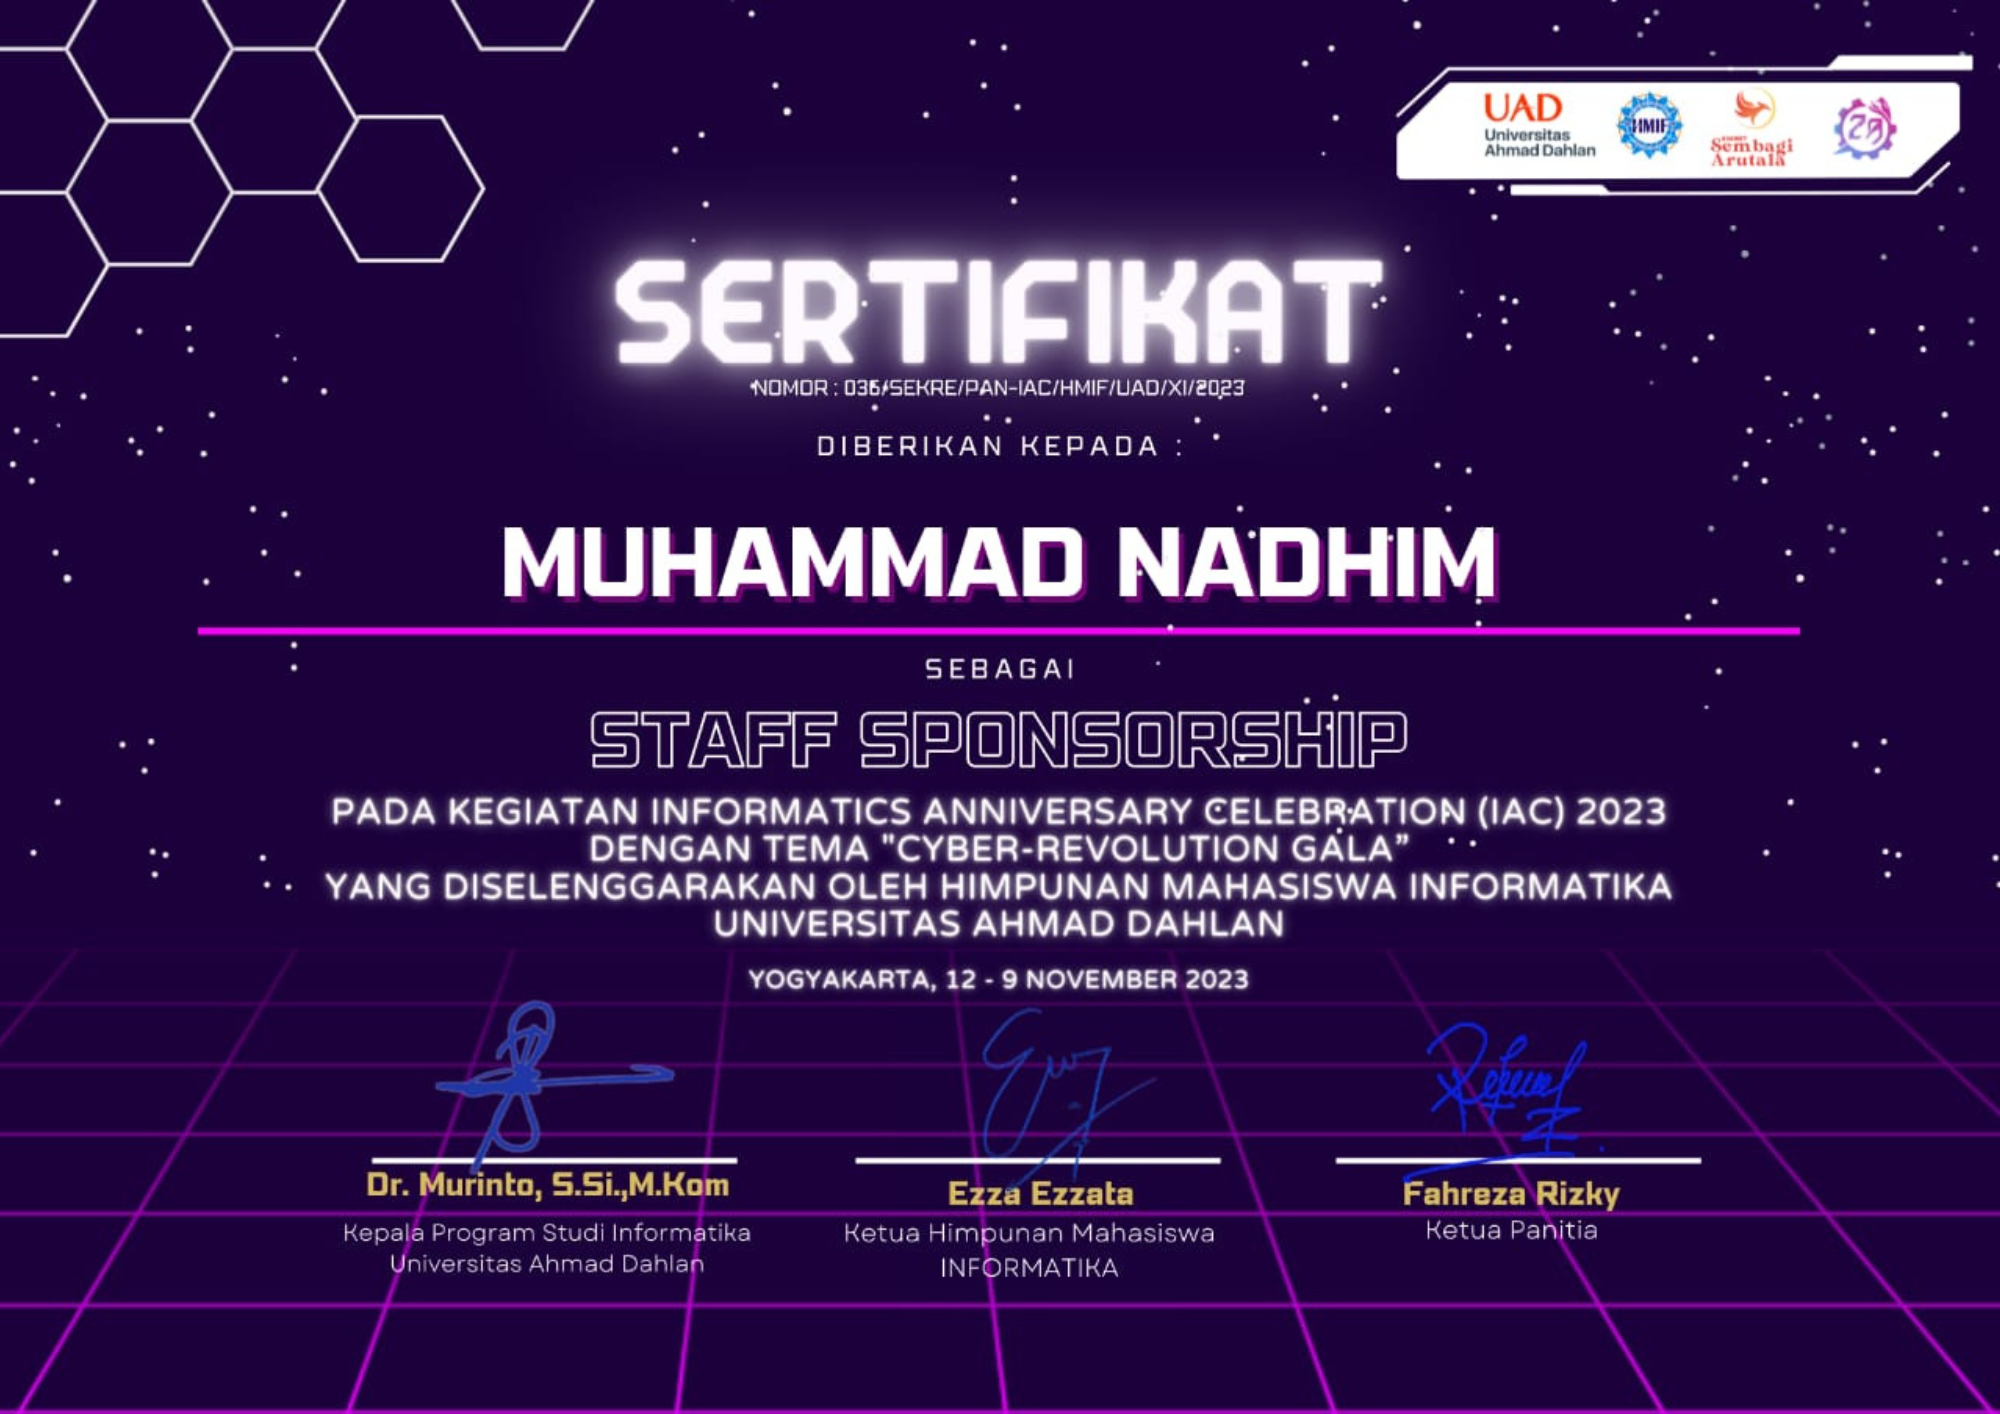 UAD
Universitas
Ahmad Dahlan
HMIF
KABINET
Sembagi
Arutala
28
SERTIFIKAT
NOMOR : 036/SEKRE/PAN-IAC/HMIF/UAD/XI/2023
DIBERIKAN KEPADA :
MUHAMMAD NADHIM
SEBAGAI
STAFF SPONSORSHIP
PADA KEGIATAN INFORMATICS ANNIVERSARY CELEBRATION (IAC) 2023
DENGAN TEMA "CYBER-REVOLUTION GALA”
YANG DISELENGGARAKAN OLEH HIMPUNAN MAHASISWA INFORMATIKA
UNIVERSITAS AHMAD DAHLAN
YOGYAKARTA, 12 - 9 NOVEMBER 2023
Dr. Murinto, S.Si.,M.Kom
Kepala Program Studi Informatika
Universitas Ahmad Dahlan
Ezza Ezzata
Ketua Himpunan Mahasiswa
INFORMATIKA
Fahreza Rizky
Ketua Panitia